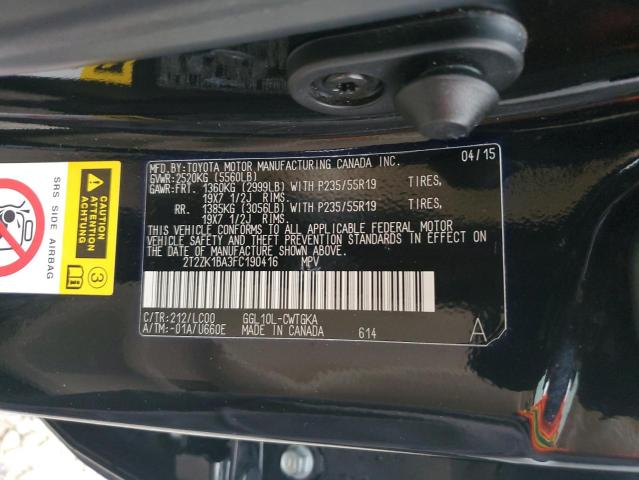 MFD.BY:TOYOTA MOTOR MANUFACTURING CANADA INC. 04/15
GVWR:2520KG (5560LB)
GAWR:FRT. 1360KG (2999LB) WITH P235/55R19 TIRES,
19X7 1/2J RIMS.
RR. 1385KG (3056LB) WITH P235/55R19 TIRES,
19X7 1/2J RIMS.
THIS VEHICLE CONFORMS TO ALL APPLICABLE FEDERAL MOTOR
VEHICLE SAFETY AND THEFT PREVENTION STANDARDS IN EFFECT ON
THE DATE OF MANUFACTURE SHOWN ABOVE.
2T2ZK1BA3FC190416 MPV
C/TR:212/LC00 GGL10L-CWTGKA
A/TM:-01A/U660E MADE IN CANADA 614 A
SRS SIDE AIRBAG
ATTENTION
CAUTION
3